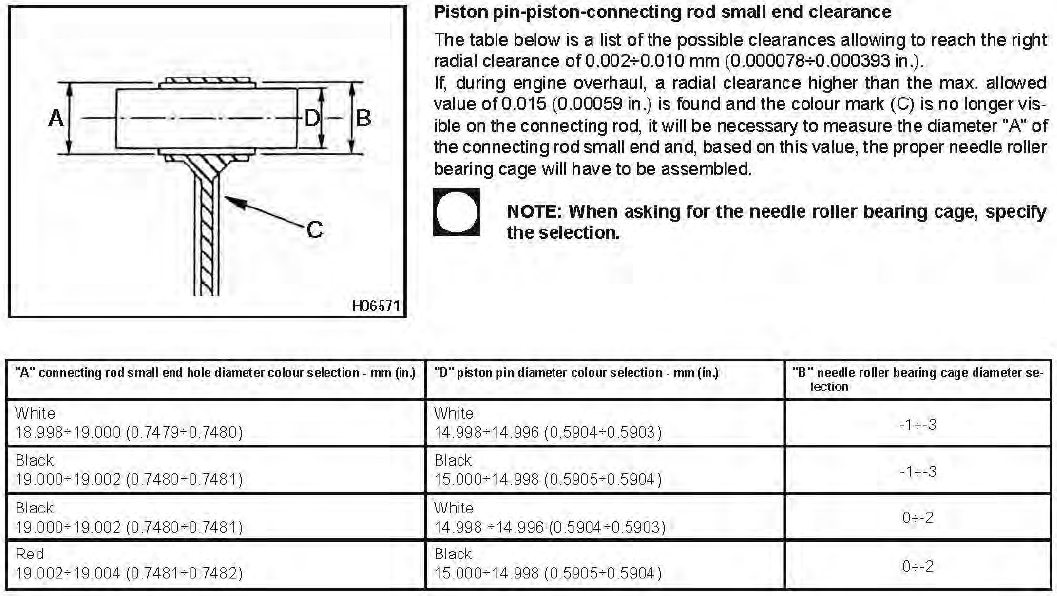 Piston pin-piston-connecting rod small end clearance
The table below is a list of the possible clearances allowing to reach the right
radial clearance of 0.002÷0.010 mm (0.000078÷0.000393 in.).
If, during engine overhaul, a radial clearance higher than the max. allowed
value of 0.015 (0.00059 in.) is found and the colour mark (C) is no longer vis-
ible on the connecting rod, it will be necessary to measure the diameter "A" of
the connecting rod small end and, based on this value, the proper needle roller
bearing cage will have to be assembled.
NOTE: When asking for the needle roller bearing cage, specify
the selection.
A
D
B
C
H06571
"A" connecting rod small end hole diameter colour selection - mm (in.)
"D" piston pin diameter colour selection - mm (in.)
"B" needle roller bearing cage diameter se-
lection
White
18.998÷19.000 (0.7479÷0.7480)
White
14.998÷14.996 (0.5904÷0.5903)
-1÷-3
Black
19.000÷19.002 (0.7480÷0.7481)
Black
15.000÷14.998 (0.5905÷0.5904)
-1÷-3
Black
19.000÷19.002 (0.7480÷0.7481)
White
14.998 ÷14.996 (0.5904÷0.5903)
0÷-2
Red
19.002÷19.004 (0.7481÷0.7482)
Black
15.000÷14.998 (0.5905÷0.5904)
0÷-2